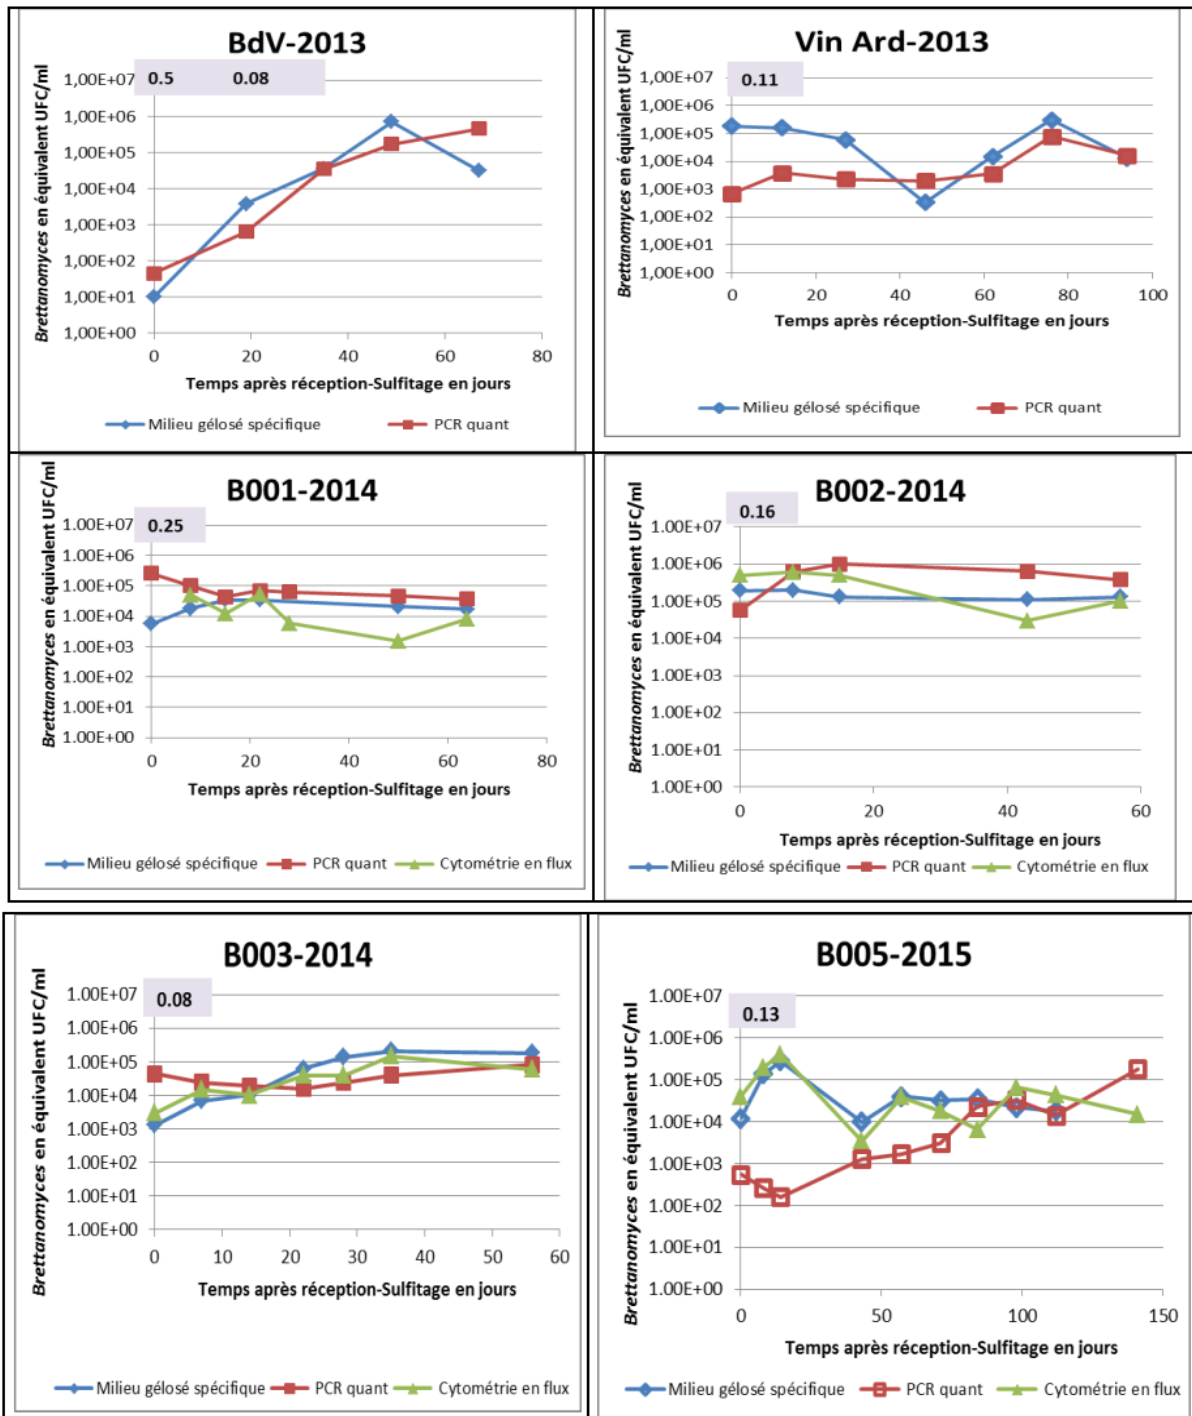 BdV-2013
0.5 0.08
1,00E+07
1,00E+06
1,00E+05
1,00E+04
1,00E+03
1,00E+02
1,00E+01
1,00E+00
Brettanomyces en équivalent UFC/ml
0 20 40 60 80
Temps après réception-Sulfitage en jours
Milieu gélosé spécifique PCR quant
Vin Ard-2013
0.11
1,00E+07
1,00E+06
1,00E+05
1,00E+04
1,00E+03
1,00E+02
1,00E+01
1,00E+00
Brettanomyces en équivalent UFC/ml
0 20 40 60 80 100
Temps après réception-Sulfitage en jours
Milieu gélosé spécifique PCR quant
B001-2014
0.25
1.00E+07
1.00E+06
1.00E+05
1.00E+04
1.00E+03
1.00E+02
1.00E+01
1.00E+00
Brettanomyces en équivalent UFC/ml
0 20 40 60 80
Temps après réception-Sulfitage en jours
Milieu gélosé spécifique PCR quant Cytométrie en flux
B002-2014
0.16
1.00E+07
1.00E+06
1.00E+05
1.00E+04
1.00E+03
1.00E+02
1.00E+01
1.00E+00
Brettanomyces en équivalent UFC/ml
0 20 40 60
Temps après réception-Sulfitage en jours
Milieu gélosé spécifique PCR quant Cytométrie en flux
B003-2014
0.08
1.00E+07
1.00E+06
1.00E+05
1.00E+04
1.00E+03
1.00E+02
1.00E+01
1.00E+00
Brettanomyces en équivalent UFC/ml
0 10 20 30 40 50 60
Temps après réception-Sulfitage en jours
Milieu gélosé spécifique PCR quant Cytométrie en flux
B005-2015
0.13
1.00E+07
1.00E+06
1.00E+05
1.00E+04
1.00E+03
1.00E+02
1.00E+01
1.00E+00
Brettanomyces en équivalent UFC/ml
0 50 100 150
Temps après réception-Sulfitage en jours
Milieu gélosé spécifique PCR quant Cytométrie en flux